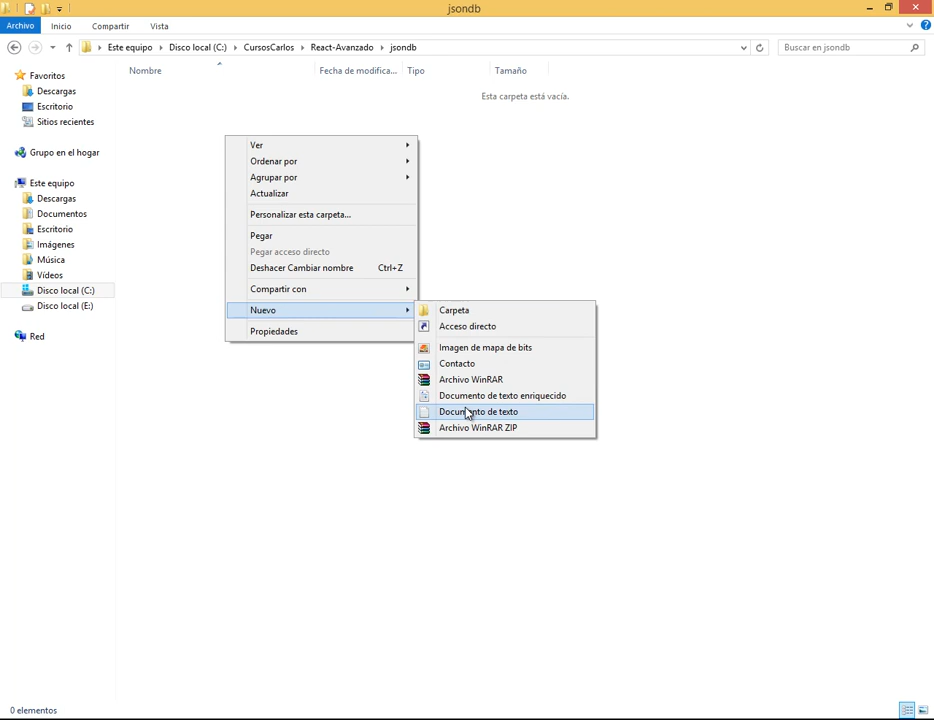 jsondb
Archivo Inicio Compartir Vista
Este equipo Disco local (C:) CursosCarlos React-Avanzado jsondb
Buscar en jsondb
Nombre Fecha de modifica... Tipo Tamaño
Esta carpeta está vacía.
Favoritos
Descargas
Escritorio
Sitios recientes
Grupo en el hogar
Este equipo
Descargas
Documentos
Escritorio
Imágenes
Música
Vídeos
Disco local (C:)
Disco local (E:)
Red
Ver
Ordenar por
Agrupar por
Actualizar
Personalizar esta carpeta...
Pegar
Pegar acceso directo
Deshacer Cambiar nombre Ctrl+Z
Compartir con
Nuevo
Propiedades
Carpeta
Acceso directo
Imagen de mapa de bits
Contacto
Archivo WinRAR
Documento de texto enriquecido
Documento de texto
Archivo WinRAR ZIP
0 elementos